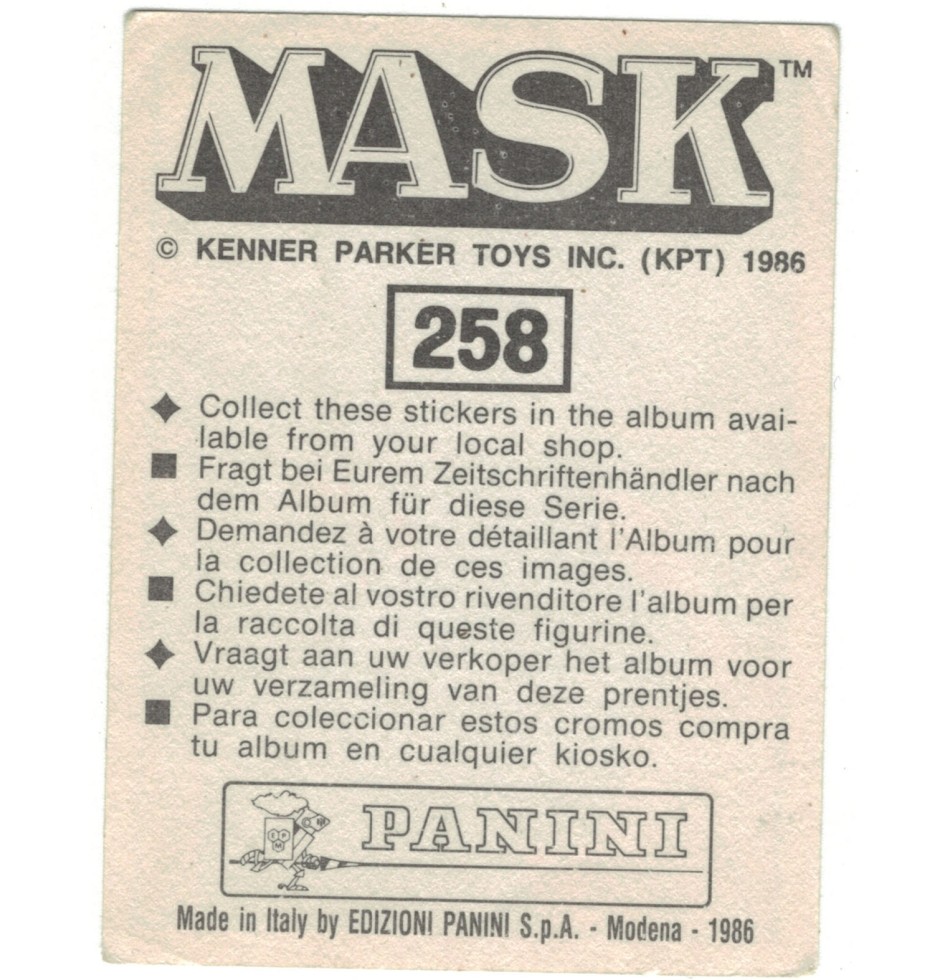 MASK™
© KENNER PARKER TOYS INC. (KPT) 1986
258
◆ Collect these stickers in the album avai-
lable from your local shop.
■ Fragt bei Eurem Zeitschriftenhändler nach
dem Album für diese Serie.
◆ Demandez à votre détaillant l'Album pour
la collection de ces images.
■ Chiedete al vostro rivenditore l'album per
la raccolta di queste figurine.
◆ Vraagt aan uw verkoper het album voor
uw verzameling van deze prentjes.
■ Para coleccionar estos cromos compra
tu album en cualquier kiosko.
PANINI
Made in Italy by EDIZIONI PANINI S.p.A. - Modena - 1986